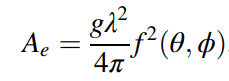 A_e = \frac{g\lambda^2}{4\pi} f^2(\theta, \phi).